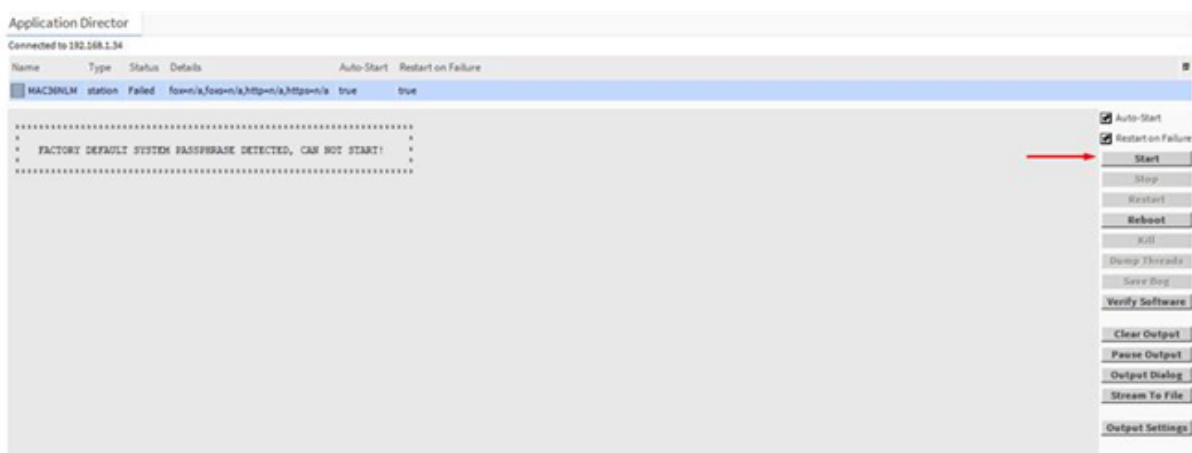 Application Director
Connected to 192.168.1.34
Name Type Status Details Auto-Start Restart on Failure
MAC36NLM station Failed fox=n/a,foxs=n/a,http=n/a,https=n/a true true
Auto-Start
Restart on Failure
****************************************************************
* *
* FACTORY DEFAULT SYSTEM PASSPHRASE DETECTED, CAN NOT START! *
* *
****************************************************************
Start
Stop
Restart
Reboot
Kill
Dump Threads
Save Bog
Verify Software
Clear Output
Pause Output
Output Dialog
Stream To File
Output Settings